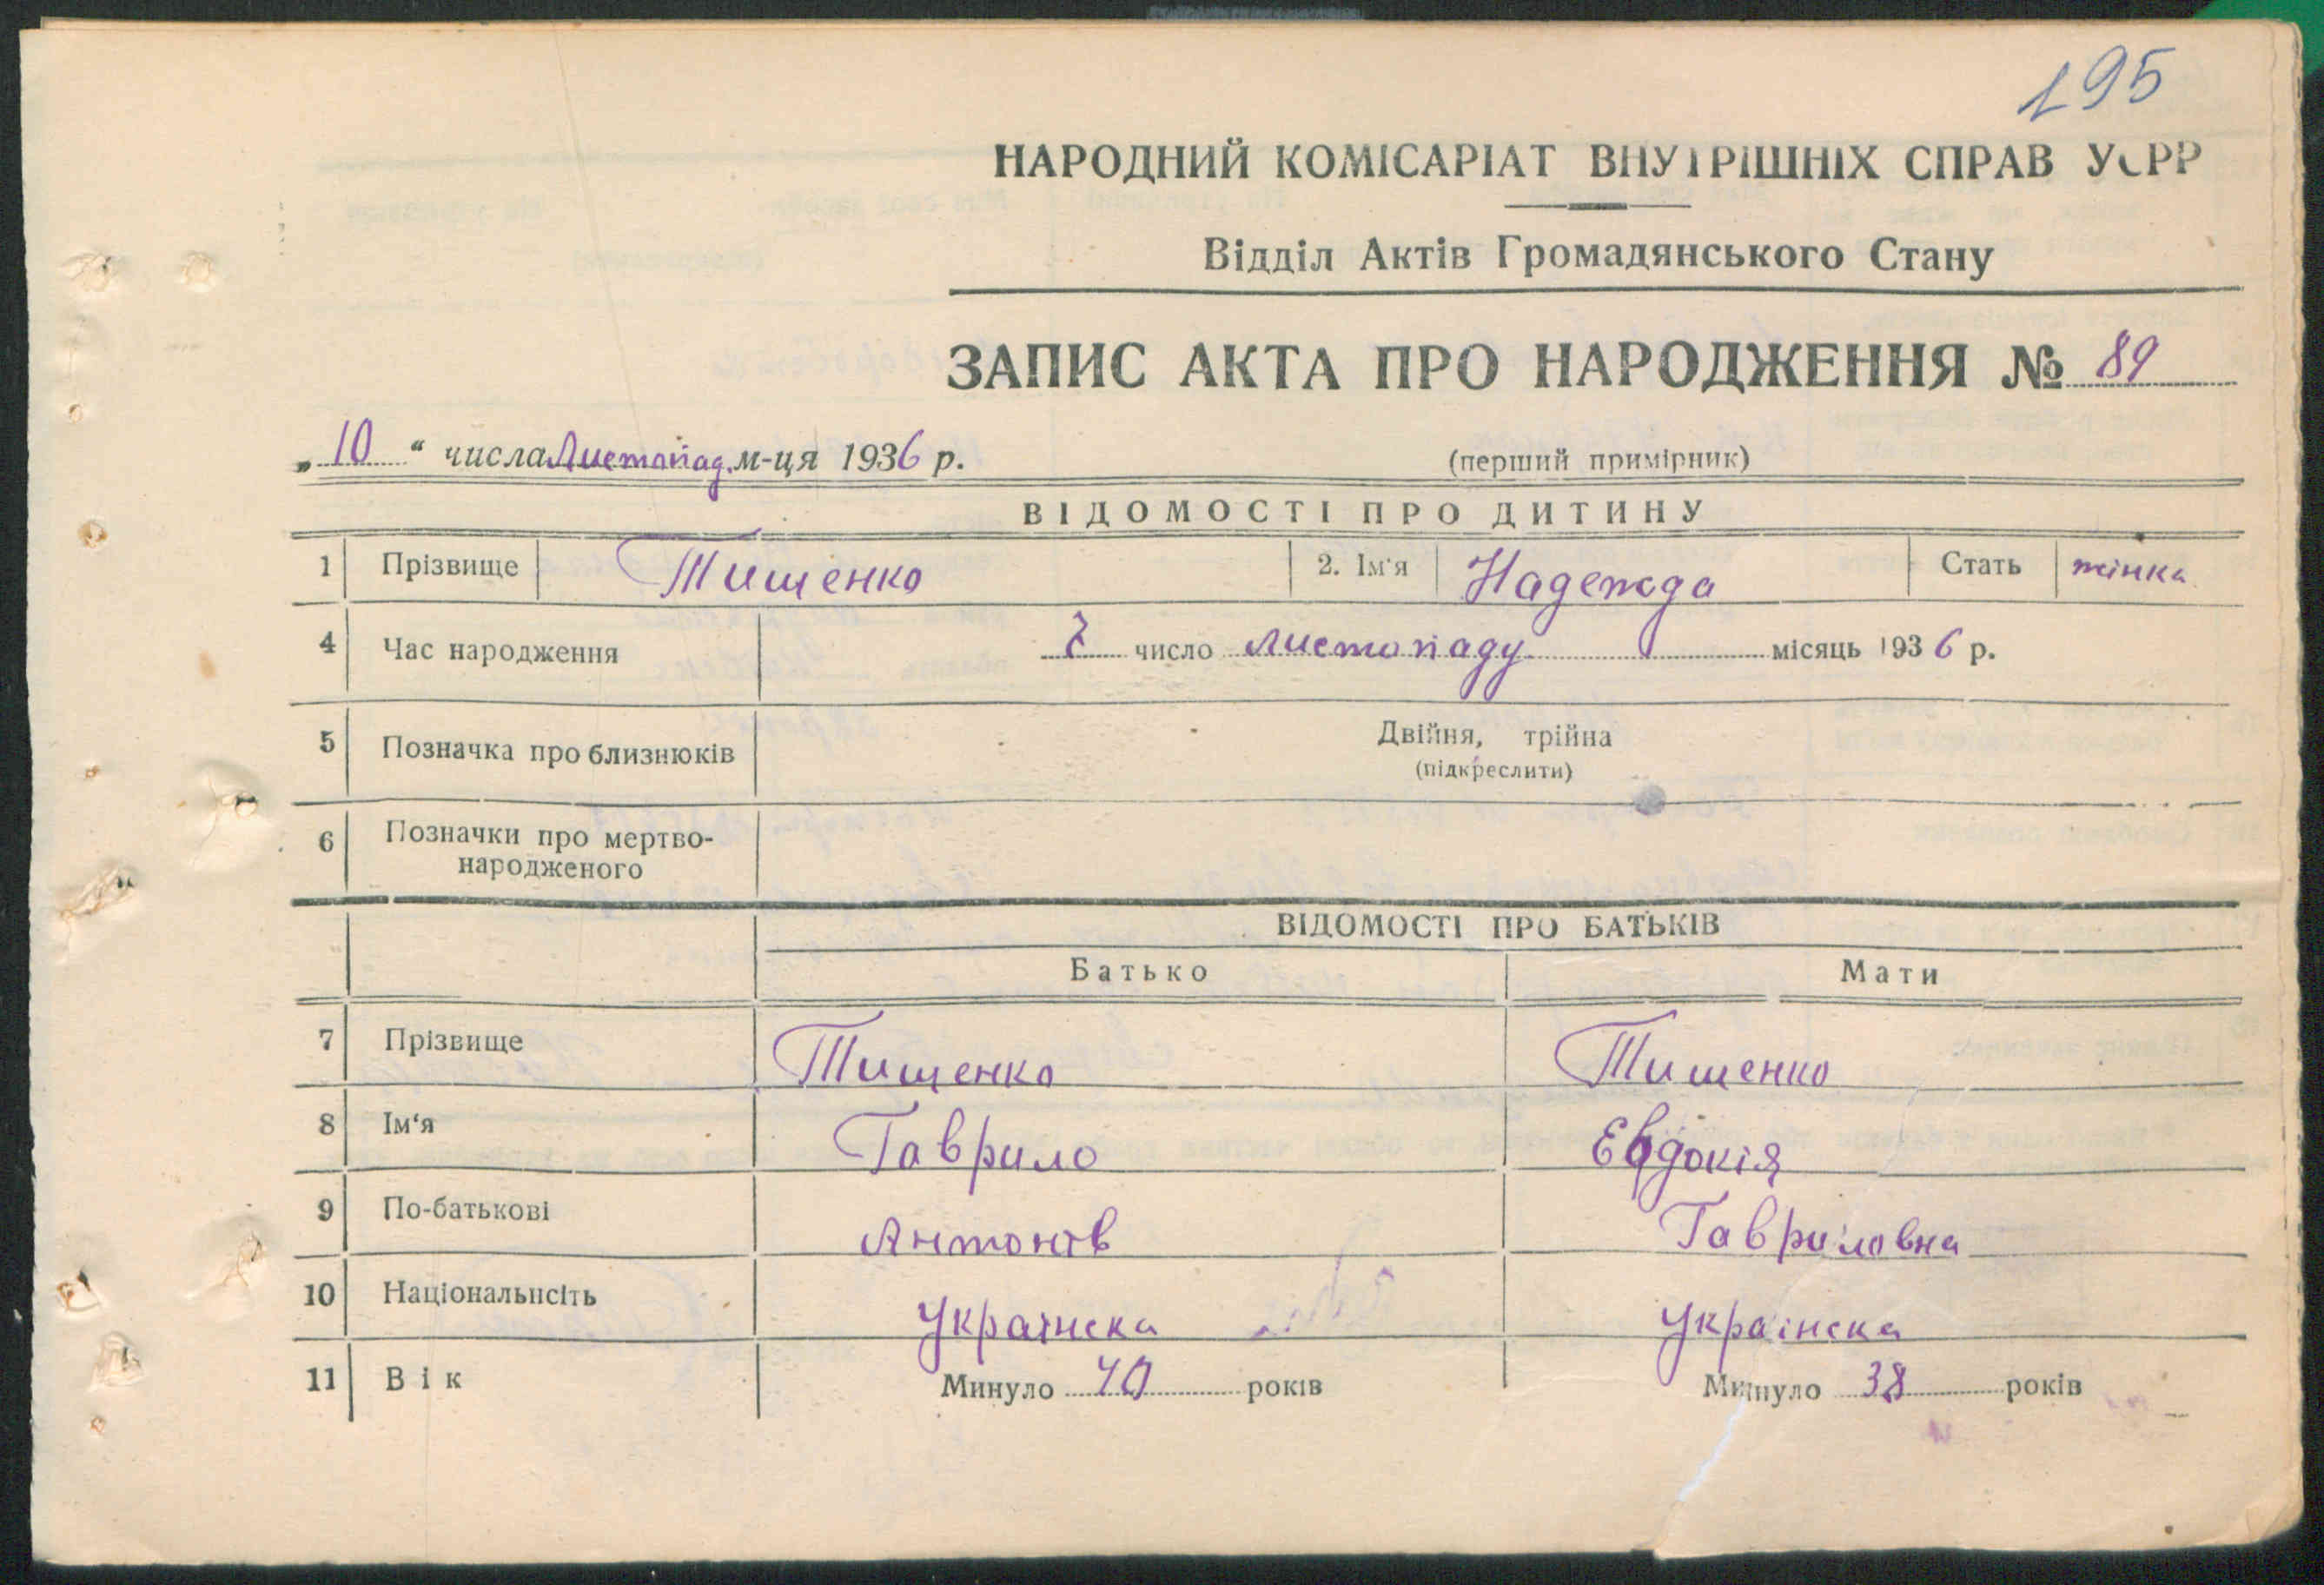 195
НАРОДНИЙ КОМІСАРІАТ ВНУТРІШНІХ СПРАВ УСРР
Відділ Актів Громадянського Стану
ЗАПИС АКТА ПРО НАРОДЖЕННЯ № 89
„10“ числа Листопад. м-ця 1936 р. (перший примірник)
ВІДОМОСТІ ПРО ДИТИНУ
1 Прізвище Тищенко 2. Ім'я Надежда Стать жінка
4 Час народження 7 число листопаду місяць 1936 р.
5 Позначка про близнюків Двійня, трійна
(підкреслити)
6 Позначки про мертво-
народженого
ВІДОМОСТІ ПРО БАТЬКІВ
Батько Мати
7 Прізвище Тищенко Тищенко
8 Ім‘я Гаврило Евдокія
9 По-батькові Антонів Гавриловна
10 Національнсіть Українска Українска
11 Вік Минуло 40 років Минуло 38 років